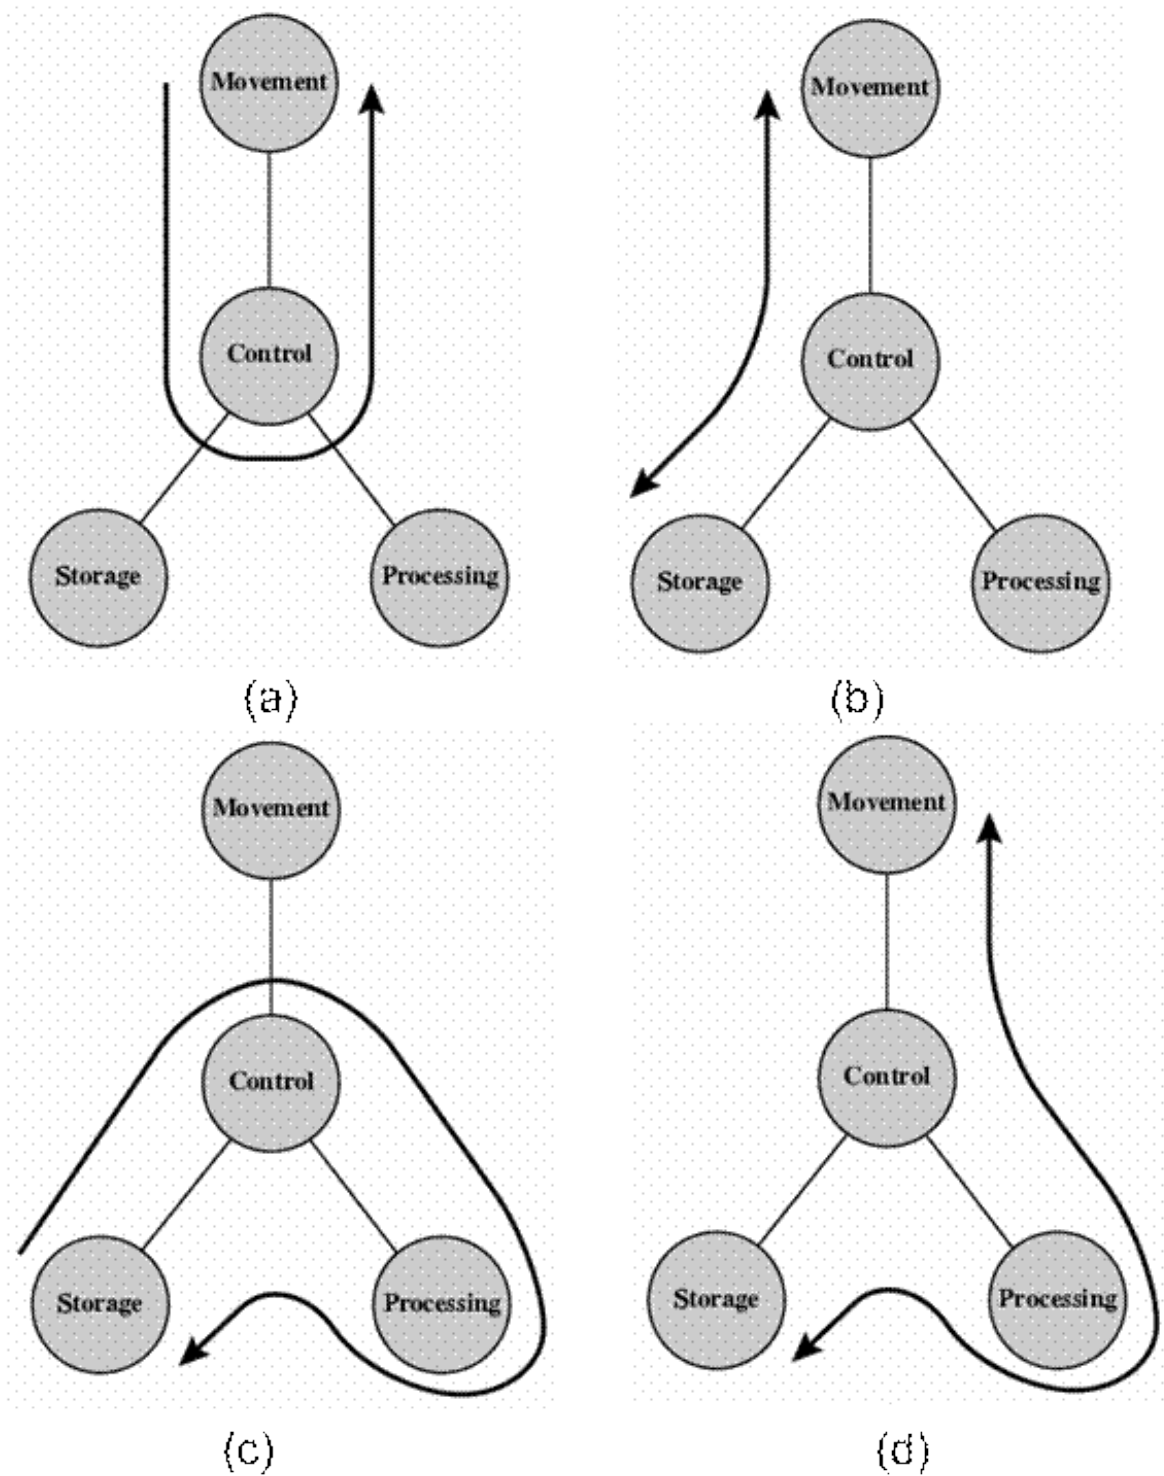 Movement
Control
Storage
Processing
(a)
Movement
Control
Storage
Processing
(b)
Movement
Control
Storage
Processing
(c)
Movement
Control
Storage
Processing
(d)